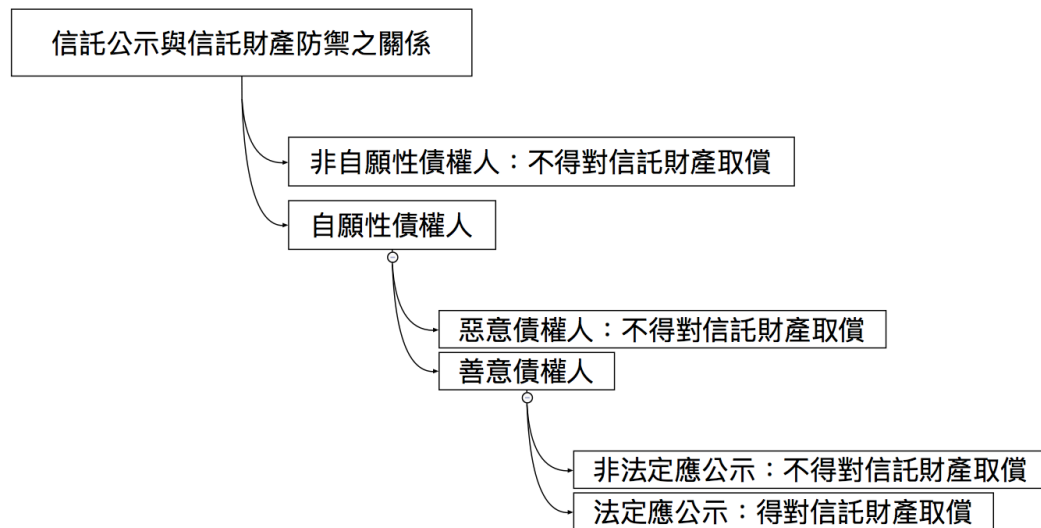 信託公示與信託財產防禦之關係
非自願性債權人：不得對信託財產取償
自願性債權人
惡意債權人：不得對信託財產取償
善意債權人
非法定應公示：不得對信託財產取償
法定應公示：得對信託財產取償